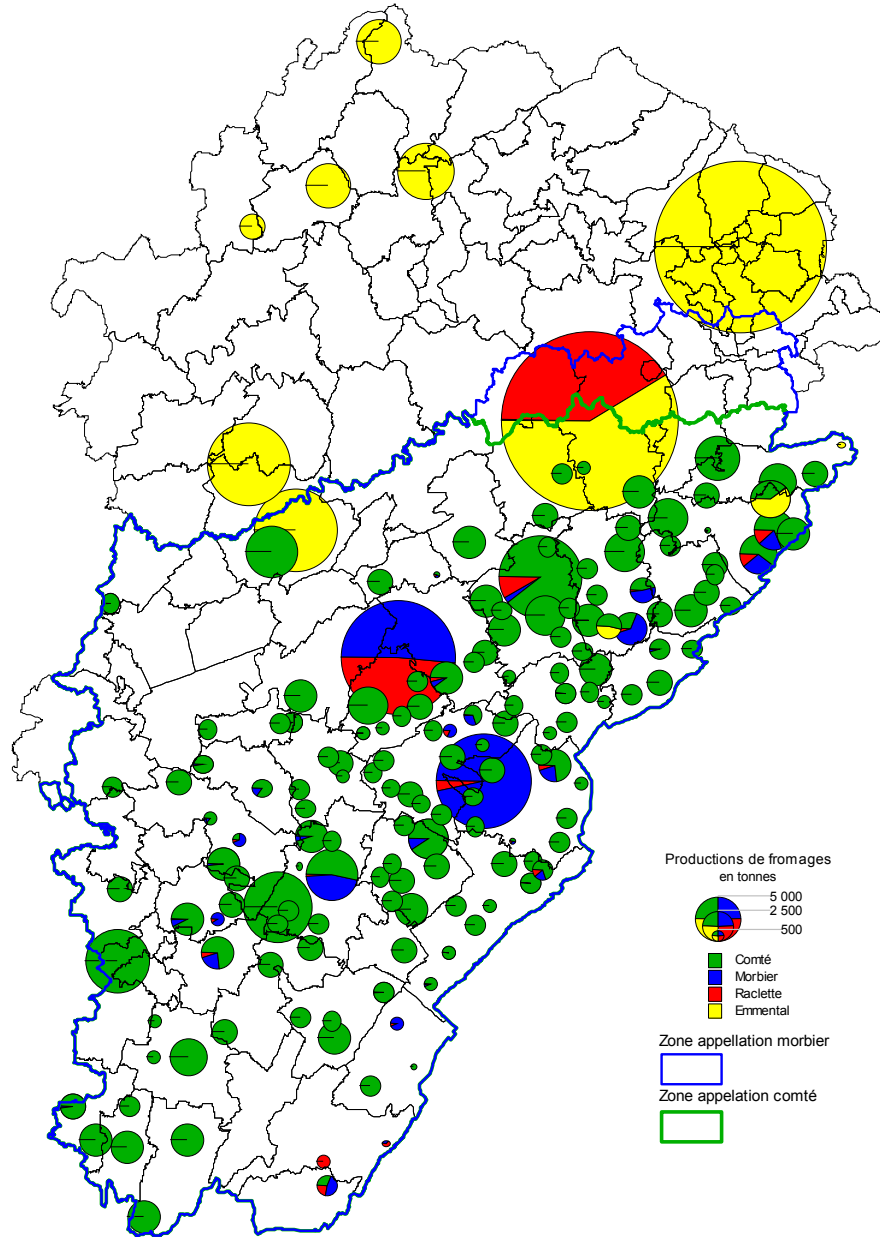 Productions de fromages
en tonnes
5 000
2 500
500
Comté
Morbier
Raclette
Emmental
Zone appellation morbier
Zone appelation comté